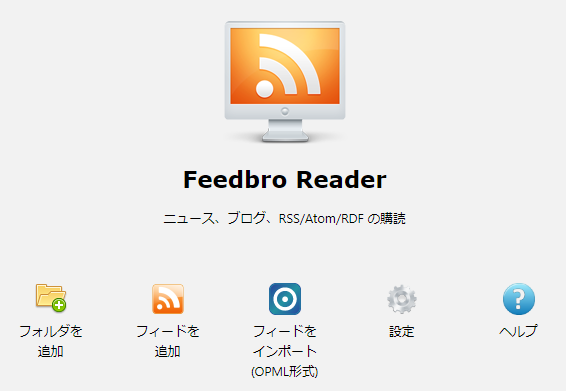 Feedbro Reader
ニュース、ブログ、RSS/Atom/RDF の購読
フォルダを
追加
フィードを
追加
フィードを
インポート
(OPML形式)
設定
ヘルプ